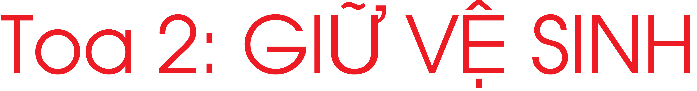 Toa 2: GIỮ VỆ SINH